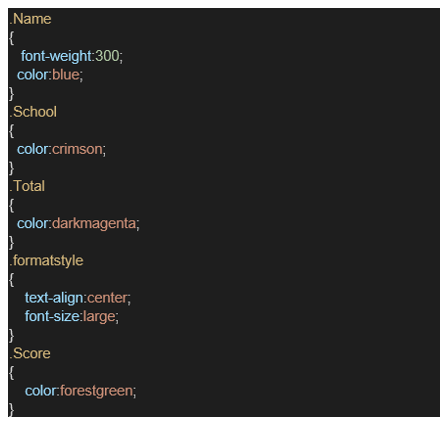 .Name
{
font-weight:300;
color:blue;
}
.School
{
color:crimson;
}
.Total
{
color:darkmagenta;
}
.formatstyle
{
text-align:center;
font-size:large;
}
.Score
{
color:forestgreen;
}